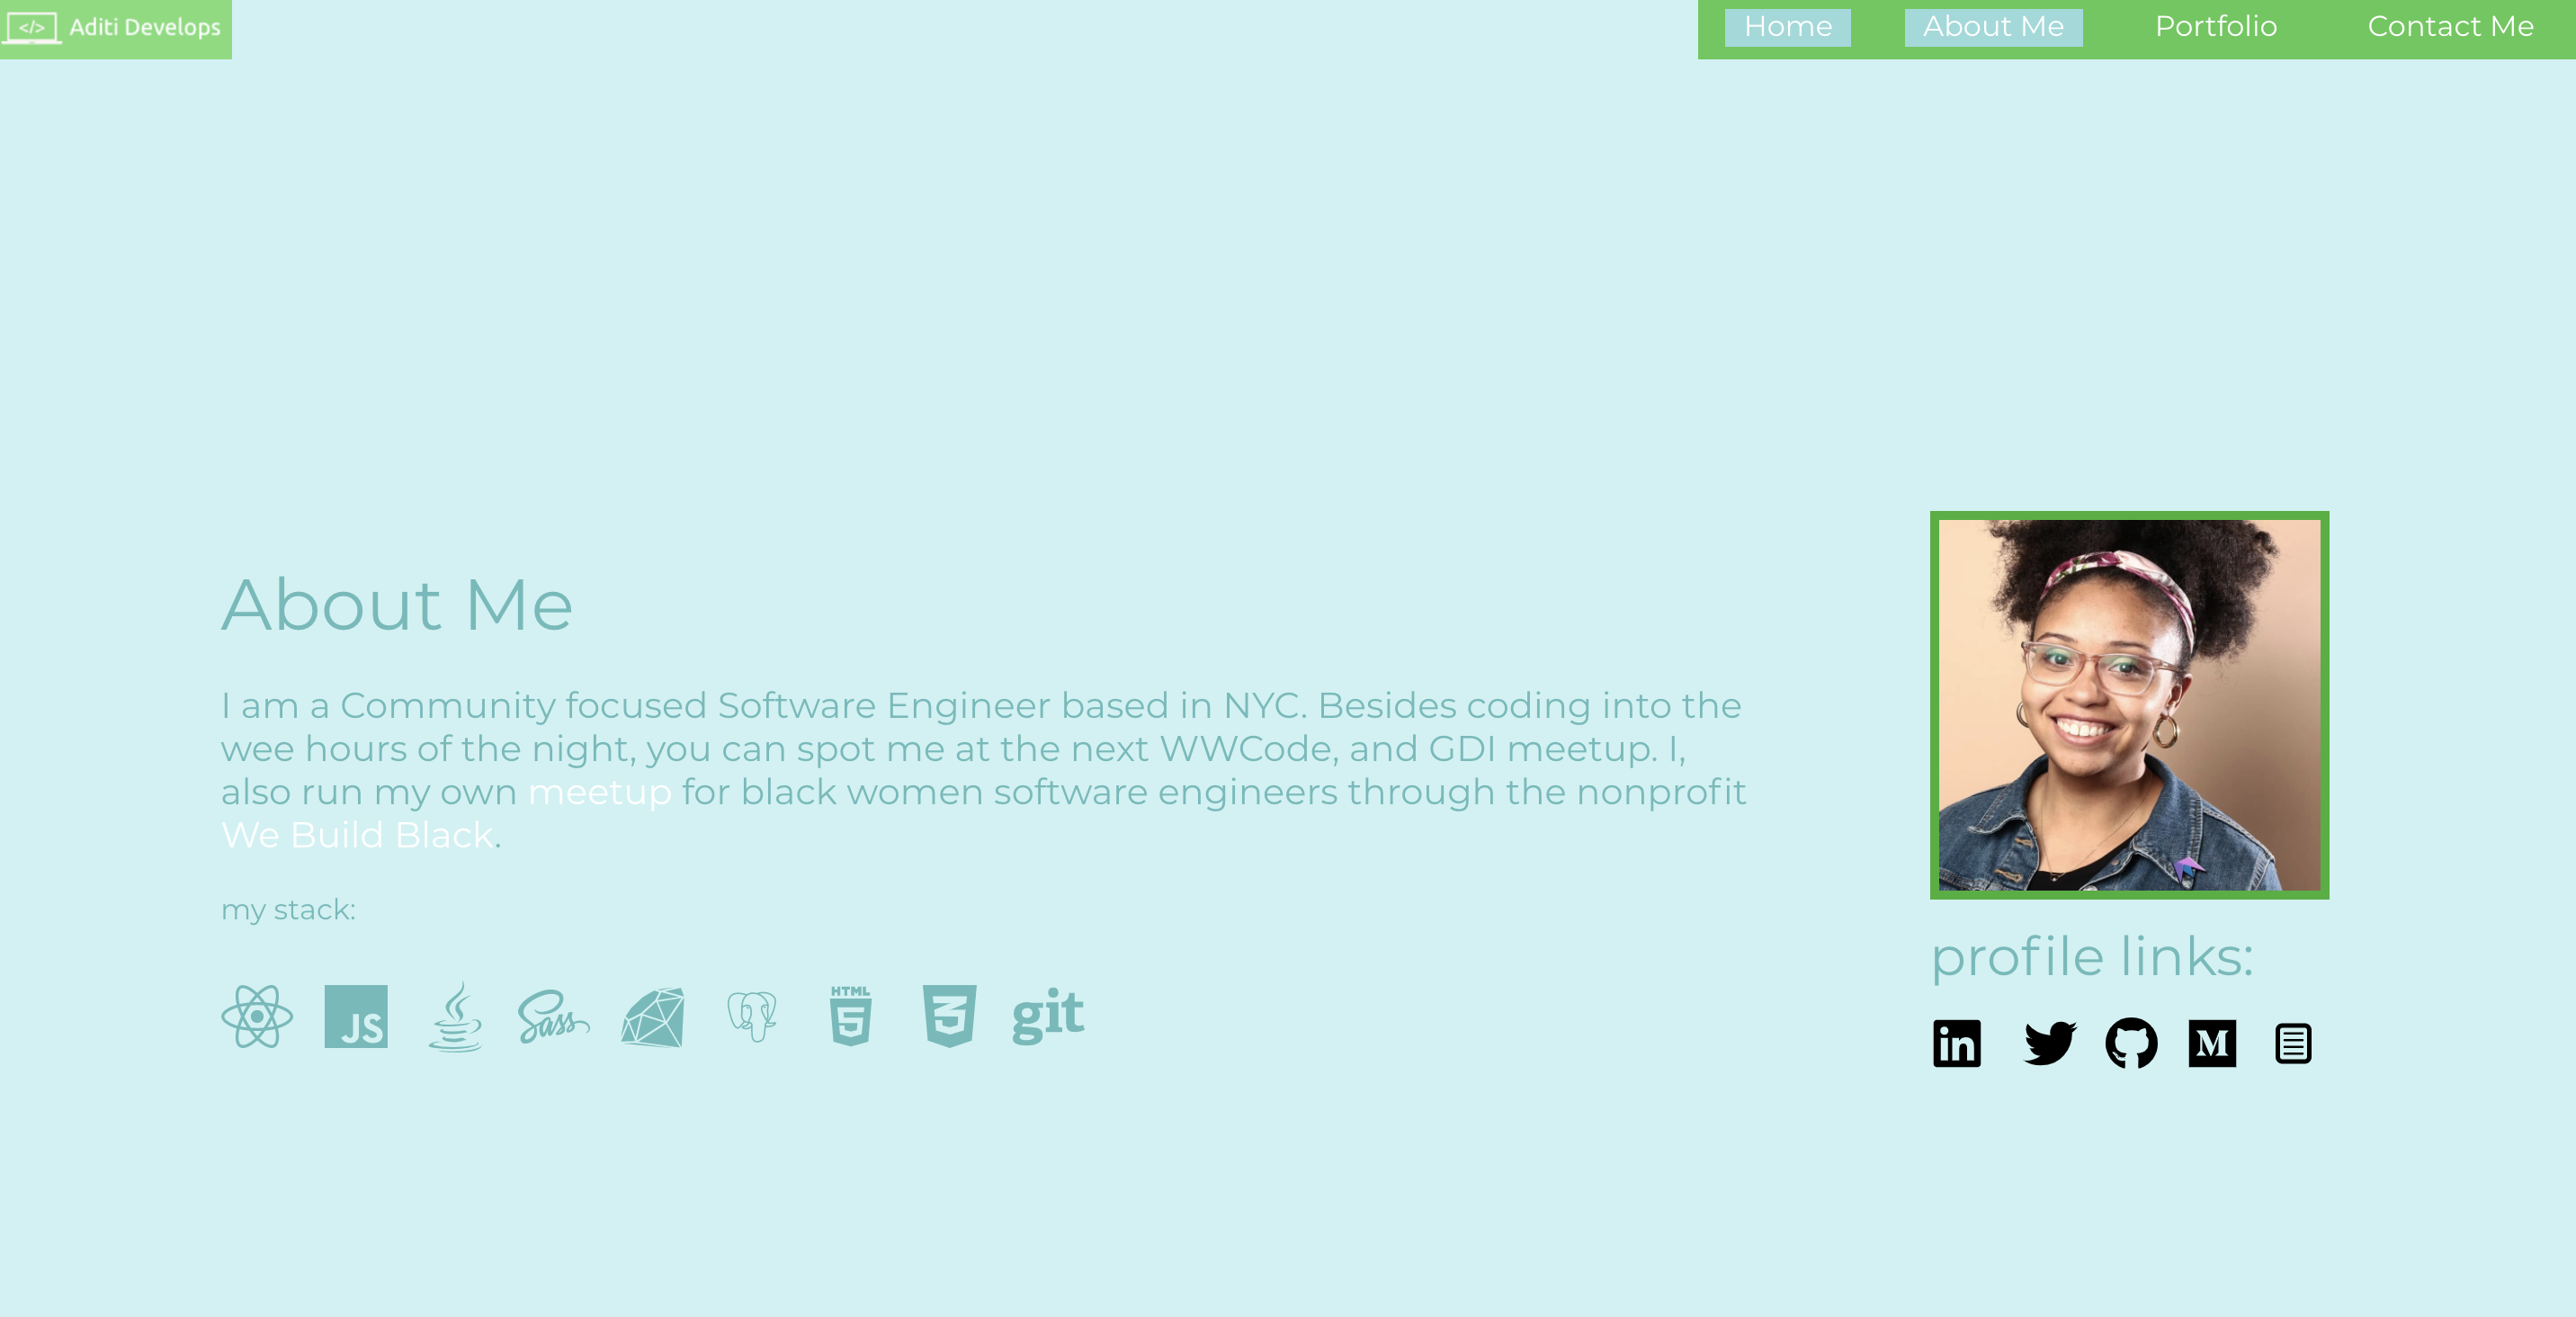 </> Aditi Develops
Home About Me Portfolio Contact Me
About Me
I am a Community focused Software Engineer based in NYC. Besides coding into the
wee hours of the night, you can spot me at the next WWCode, and GDI meetup. I,
also run my own meetup for black women software engineers through the nonprofit
We Build Black.
my stack:
JS Sass HTML 5 3 git
profile links:
in M